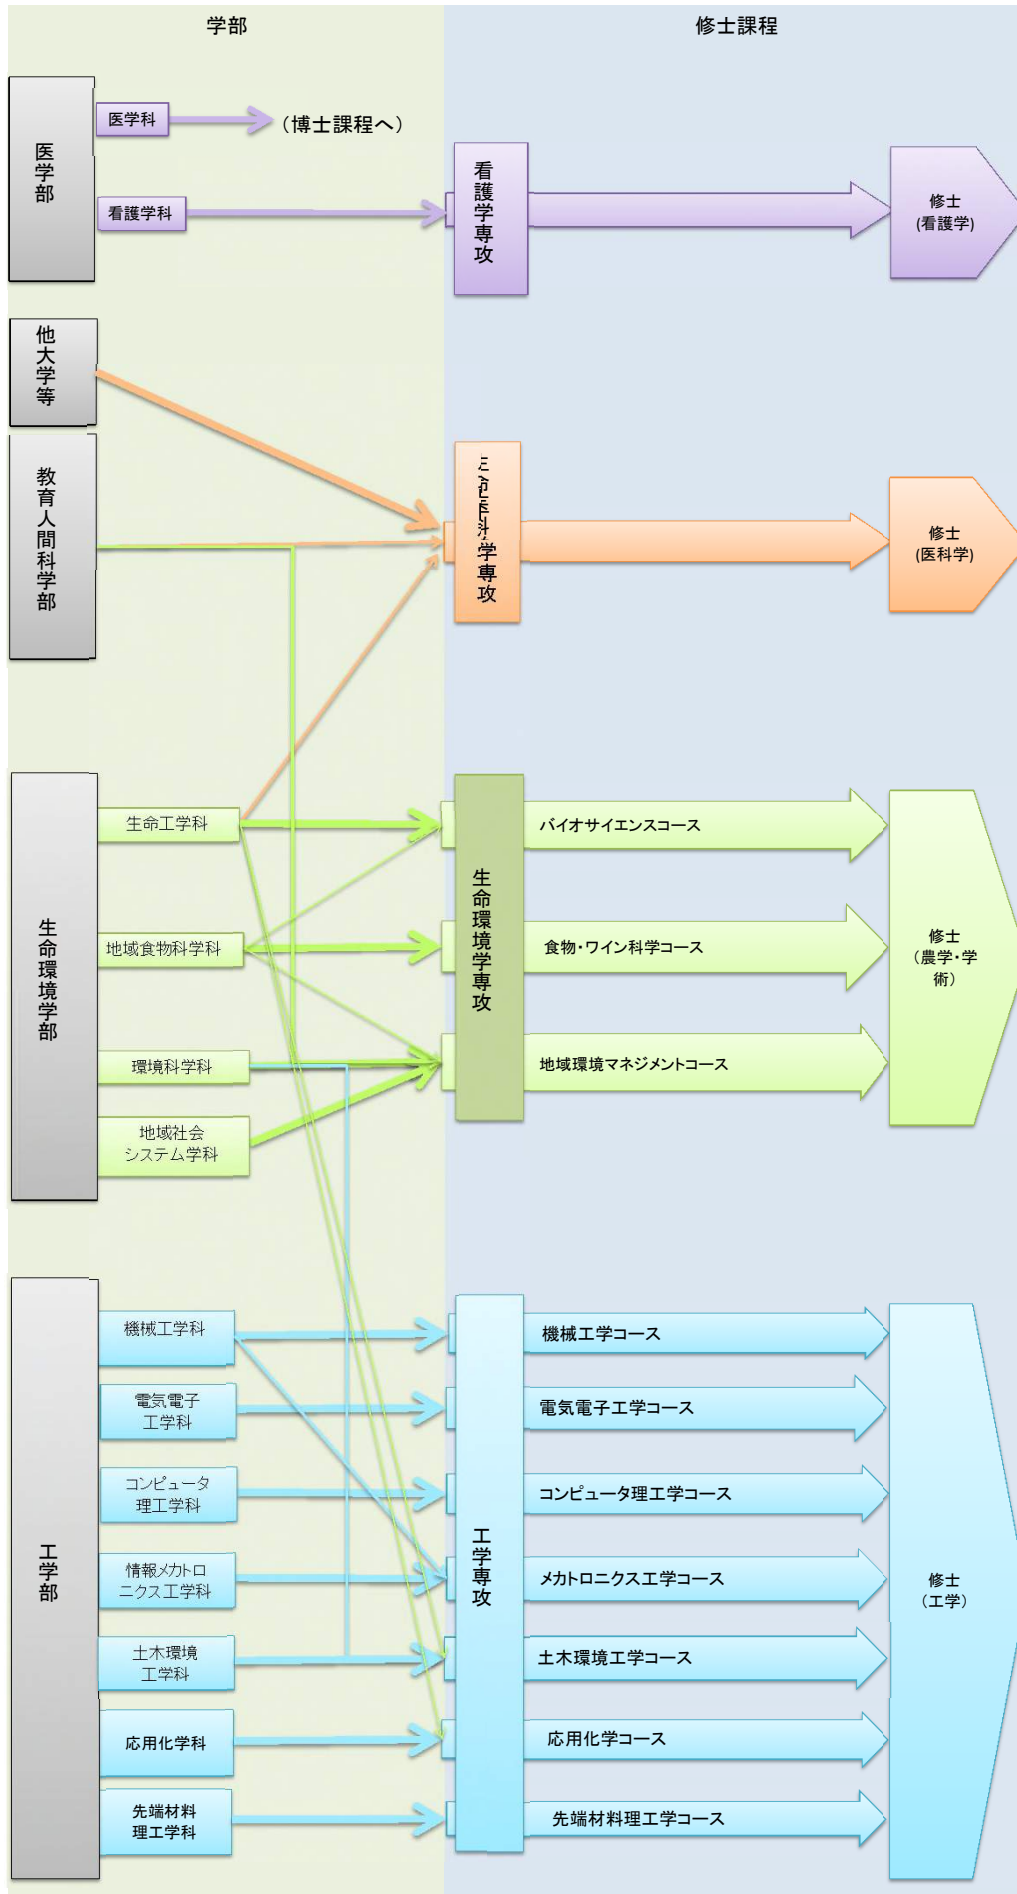 学部
修士課程
医学部
医学科
(博士課程へ)
看護学科
看護学専攻
修士
(看護学)
他大学等
教育人間科学部
生命医科学専攻
修士
(医科学)
生命環境学部
生命工学科
地域食物科学科
環境科学科
地域社会
システム学科
生命環境学専攻
バイオサイエンスコース
食物・ワイン科学コース
地域環境マネジメントコース
修士
(農学・学
術)
工学部
機械工学科
電気電子
工学科
コンピュータ
理工学科
情報メカトロ
ニクス工学科
土木環境
工学科
応用化学科
先端材料
理工学科
工学専攻
機械工学コース
電気電子工学コース
コンピュータ理工学コース
メカトロニクス工学コース
土木環境工学コース
応用化学コース
先端材料理工学コース
修士
(工学)